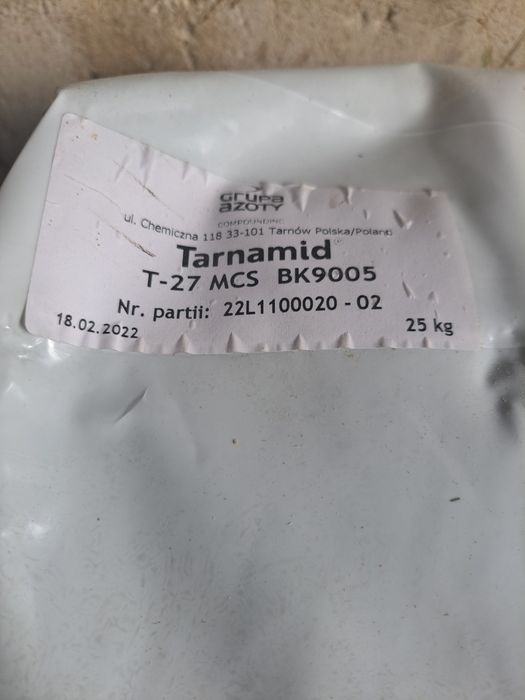 GRUPA
AZOTY
COMPOUNDING
ul. Chemiczna 118 33-101 Tarnów Polska/Poland
Tarnamid®
T-27 MCS BK9005
Nr. partii: 22L1100020 - 02
18.02.2022 25 kg